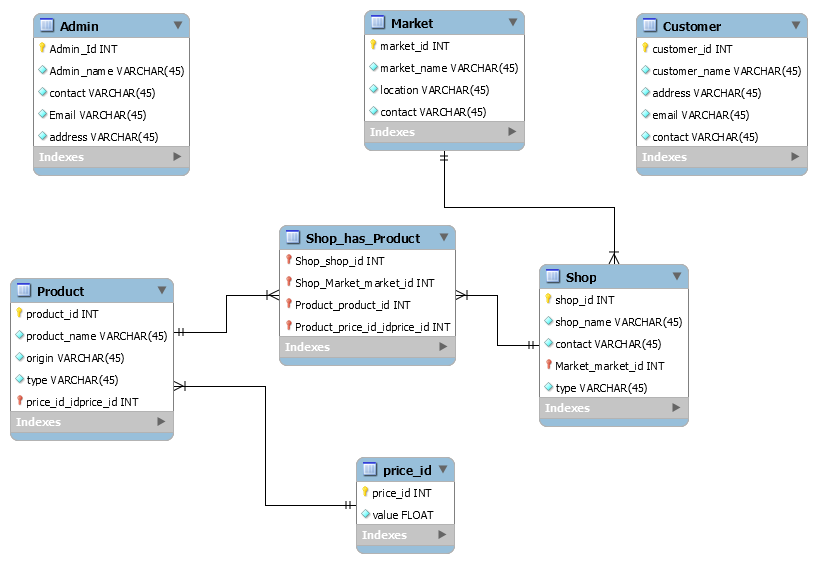 Admin
Admin_Id INT
Admin_name VARCHAR(45)
contact VARCHAR(45)
Email VARCHAR(45)
address VARCHAR(45)
Indexes
Market
market_id INT
market_name VARCHAR(45)
location VARCHAR(45)
contact VARCHAR(45)
Indexes
Customer
customer_id INT
customer_name VARCHAR(45)
address VARCHAR(45)
email VARCHAR(45)
contact VARCHAR(45)
Indexes
Shop_has_Product
Shop_shop_id INT
Shop_Market_market_id INT
Product_product_id INT
Product_price_id_idprice_id INT
Indexes
Product
product_id INT
product_name VARCHAR(45)
origin VARCHAR(45)
type VARCHAR(45)
price_id_idprice_id INT
Indexes
Shop
shop_id INT
shop_name VARCHAR(45)
contact VARCHAR(45)
Market_market_id INT
type VARCHAR(45)
Indexes
price_id
price_id INT
value FLOAT
Indexes